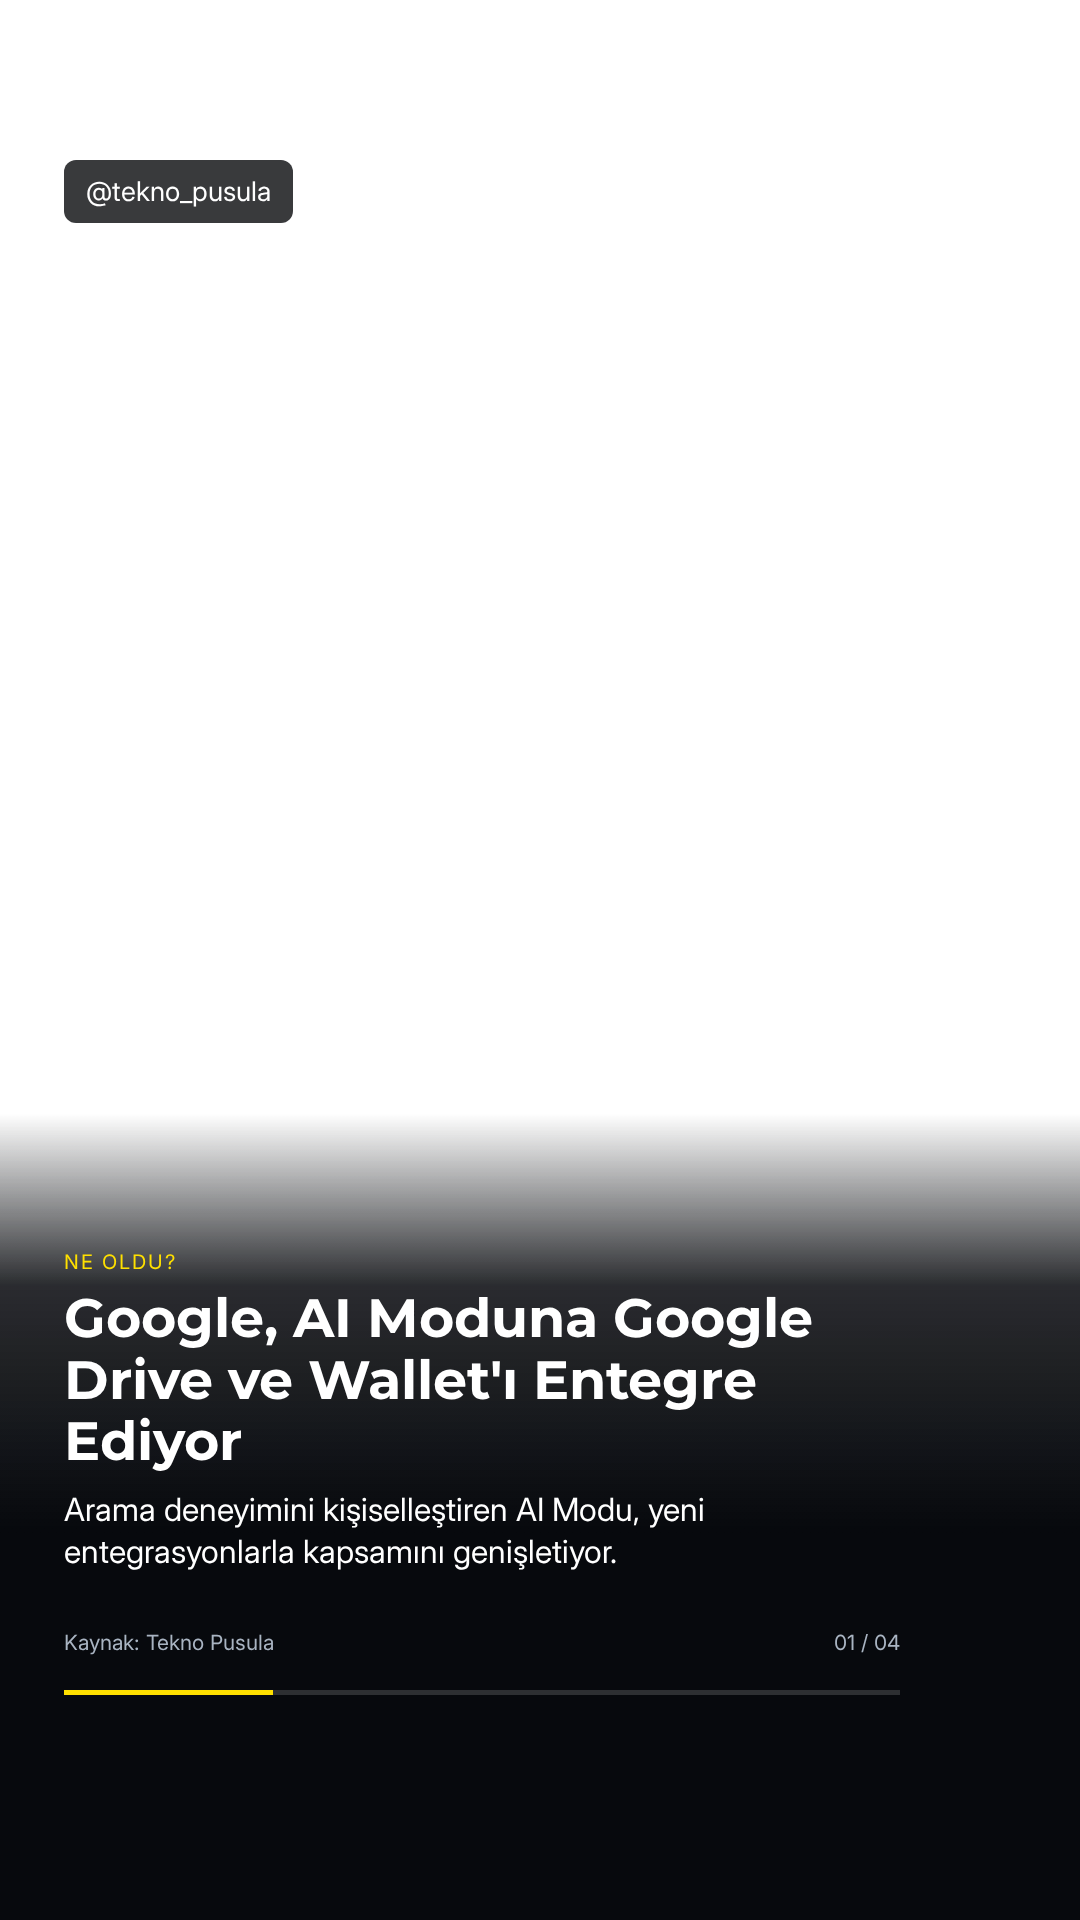 @tekno_pusula
NE OLDU?
Google, AI Moduna Google
Drive ve Wallet'ı Entegre
Ediyor
Arama deneyimini kişiselleştiren AI Modu, yeni
entegrasyonlarla kapsamını genişletiyor.
Kaynak: Tekno Pusula
01 / 04